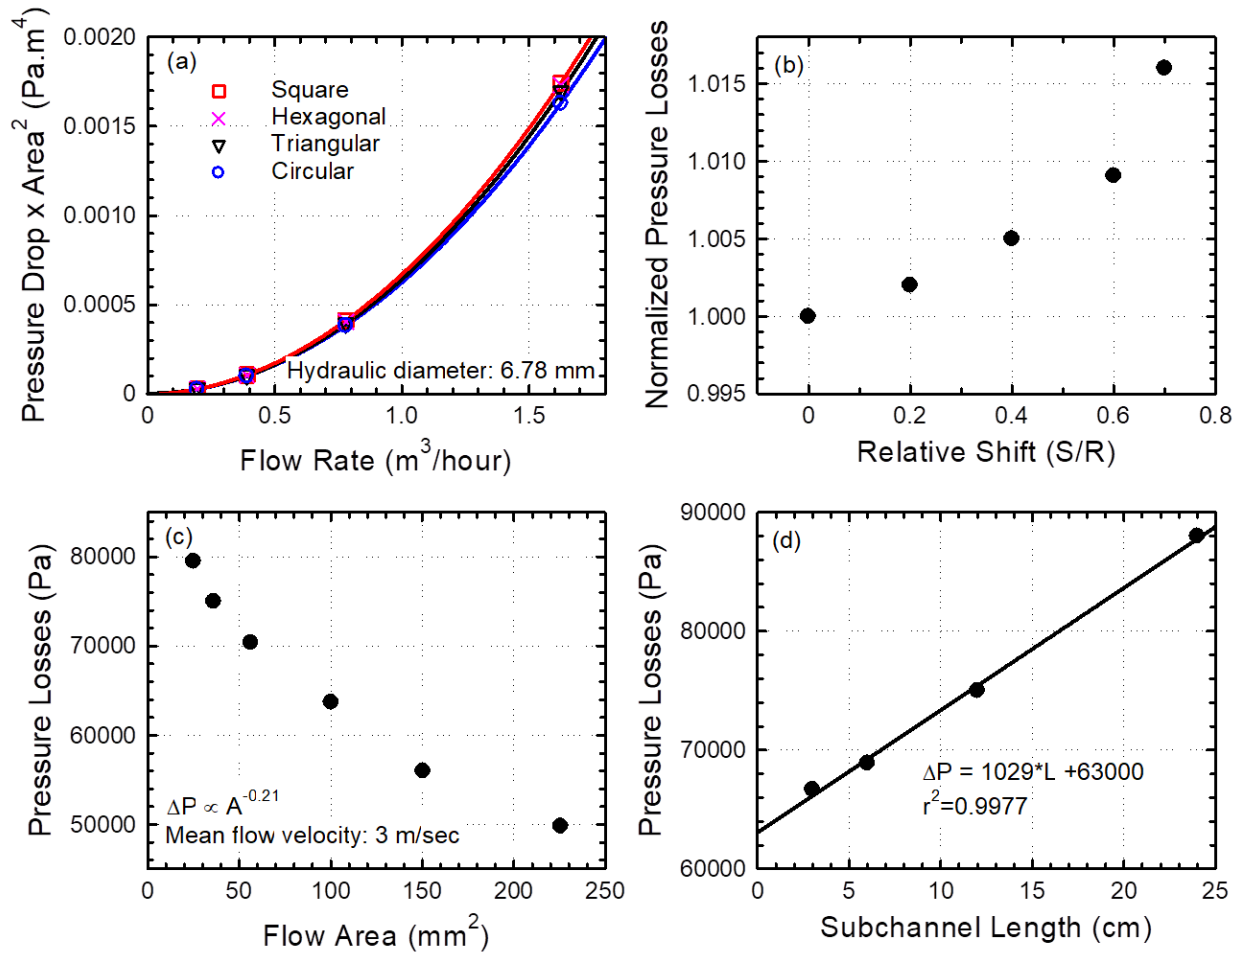 (a)
Pressure Drop x Area² (Pa.m⁴)
0.0020
0.0015
0.0010
0.0005
0
Square
Hexagonal
Triangular
Circular
Hydraulic diameter: 6.78 mm
0 0.5 1.0 1.5
Flow Rate (m³/hour)
(b)
Normalized Pressure Losses
1.015
1.010
1.005
1.000
0.995
0 0.2 0.4 0.6 0.8
Relative Shift (S/R)
(c)
Pressure Losses (Pa)
80000
70000
60000
50000
ΔP ∝ A⁻⁰·²¹
Mean flow velocity: 3 m/sec
0 50 100 150 200 250
Flow Area (mm²)
(d)
Pressure Losses (Pa)
90000
80000
70000
60000
ΔP = 1029*L +63000
r²=0.9977
0 5 10 15 20 25
Subchannel Length (cm)